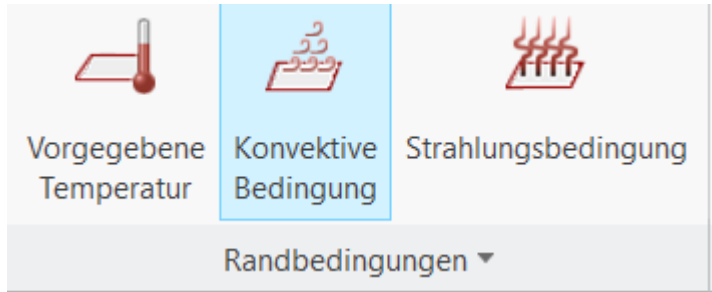 Vorgegebene
Temperatur
Konvektive
Bedingung
Strahlungsbedingung
Randbedingungen